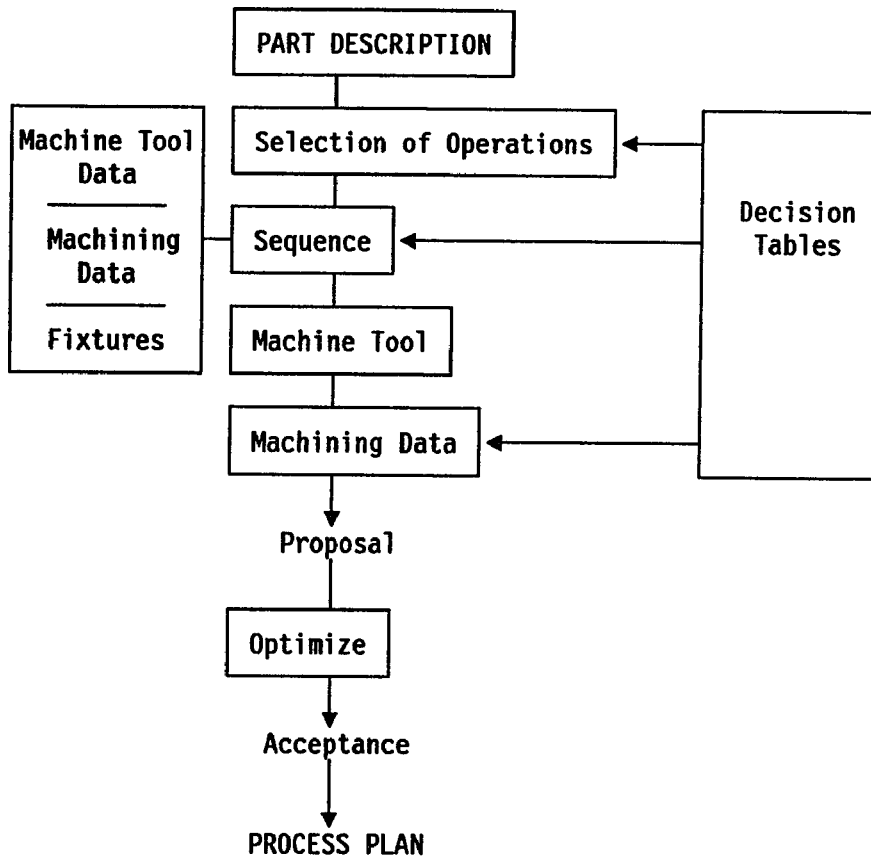 PART DESCRIPTION
Selection of Operations
Machine Tool
Data
Machining
Data
Fixtures
Sequence
Decision
Tables
Machine Tool
Machining Data
Proposal
Optimize
Acceptance
PROCESS PLAN